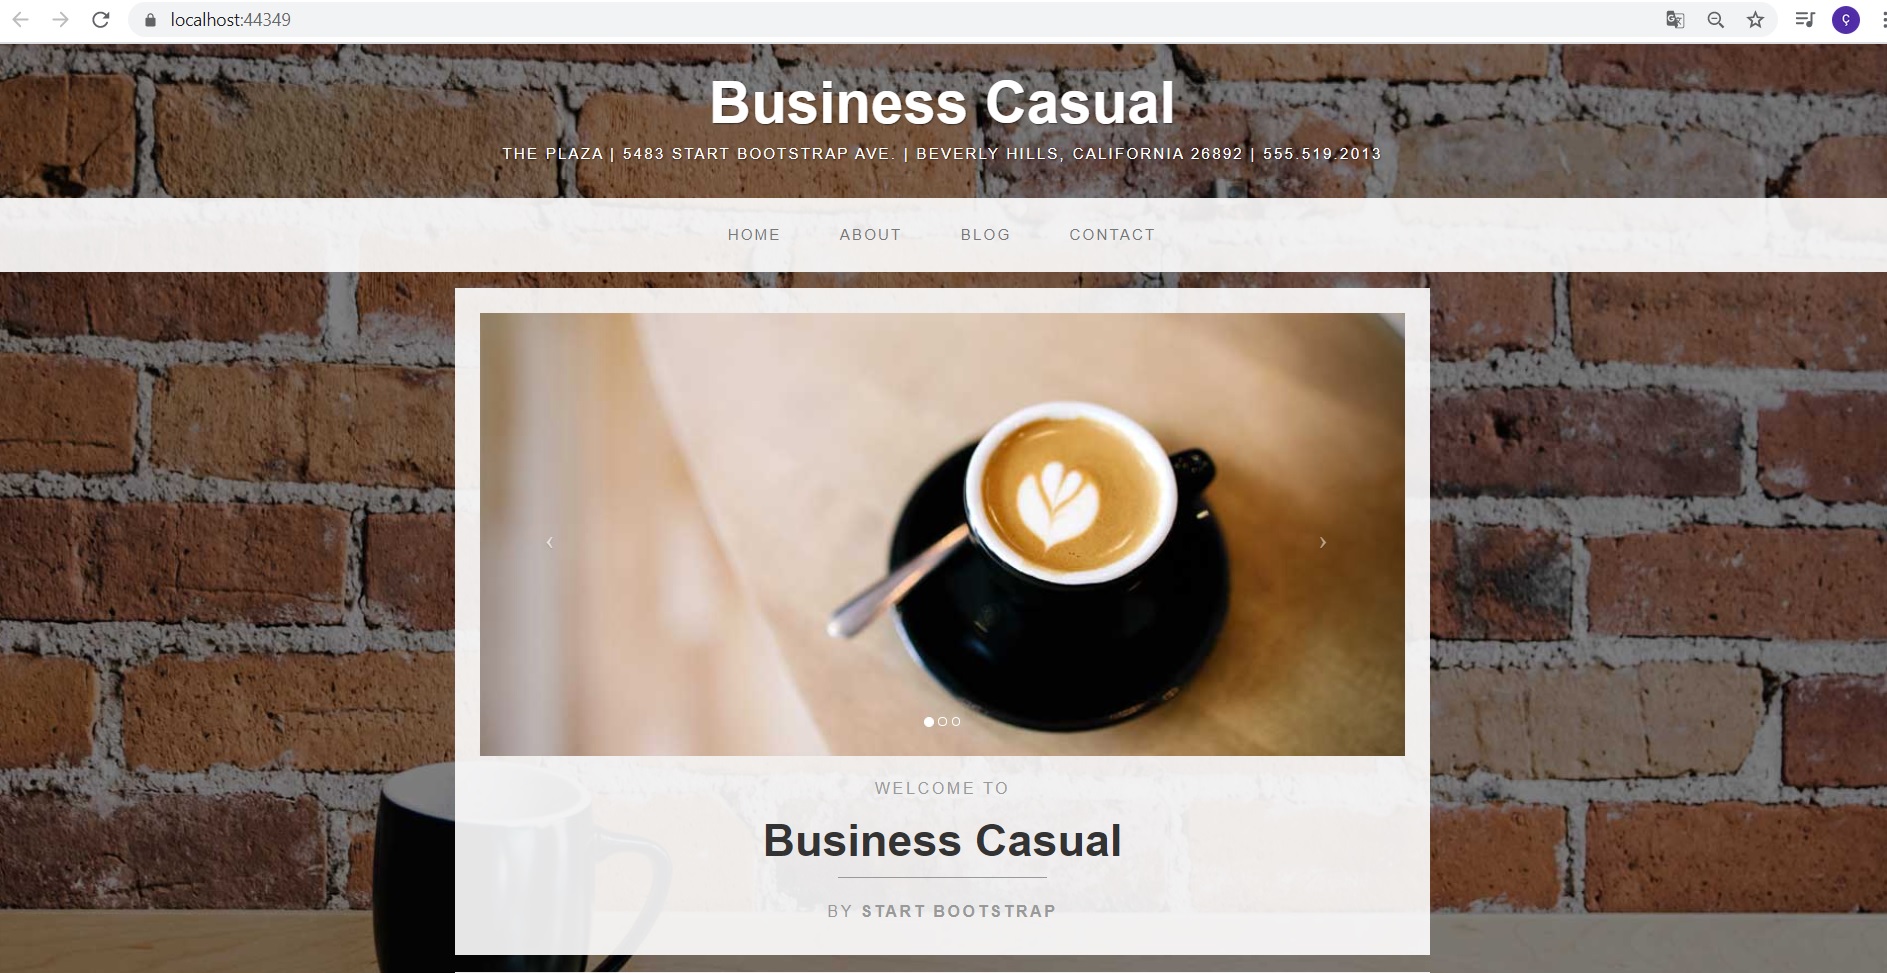 localhost:44349
Ç
Business Casual
THE PLAZA | 5483 START BOOTSTRAP AVE. | BEVERLY HILLS, CALIFORNIA 26892 | 555.519.2013
HOME ABOUT BLOG CONTACT
WELCOME TO
Business Casual
BY START BOOTSTRAP